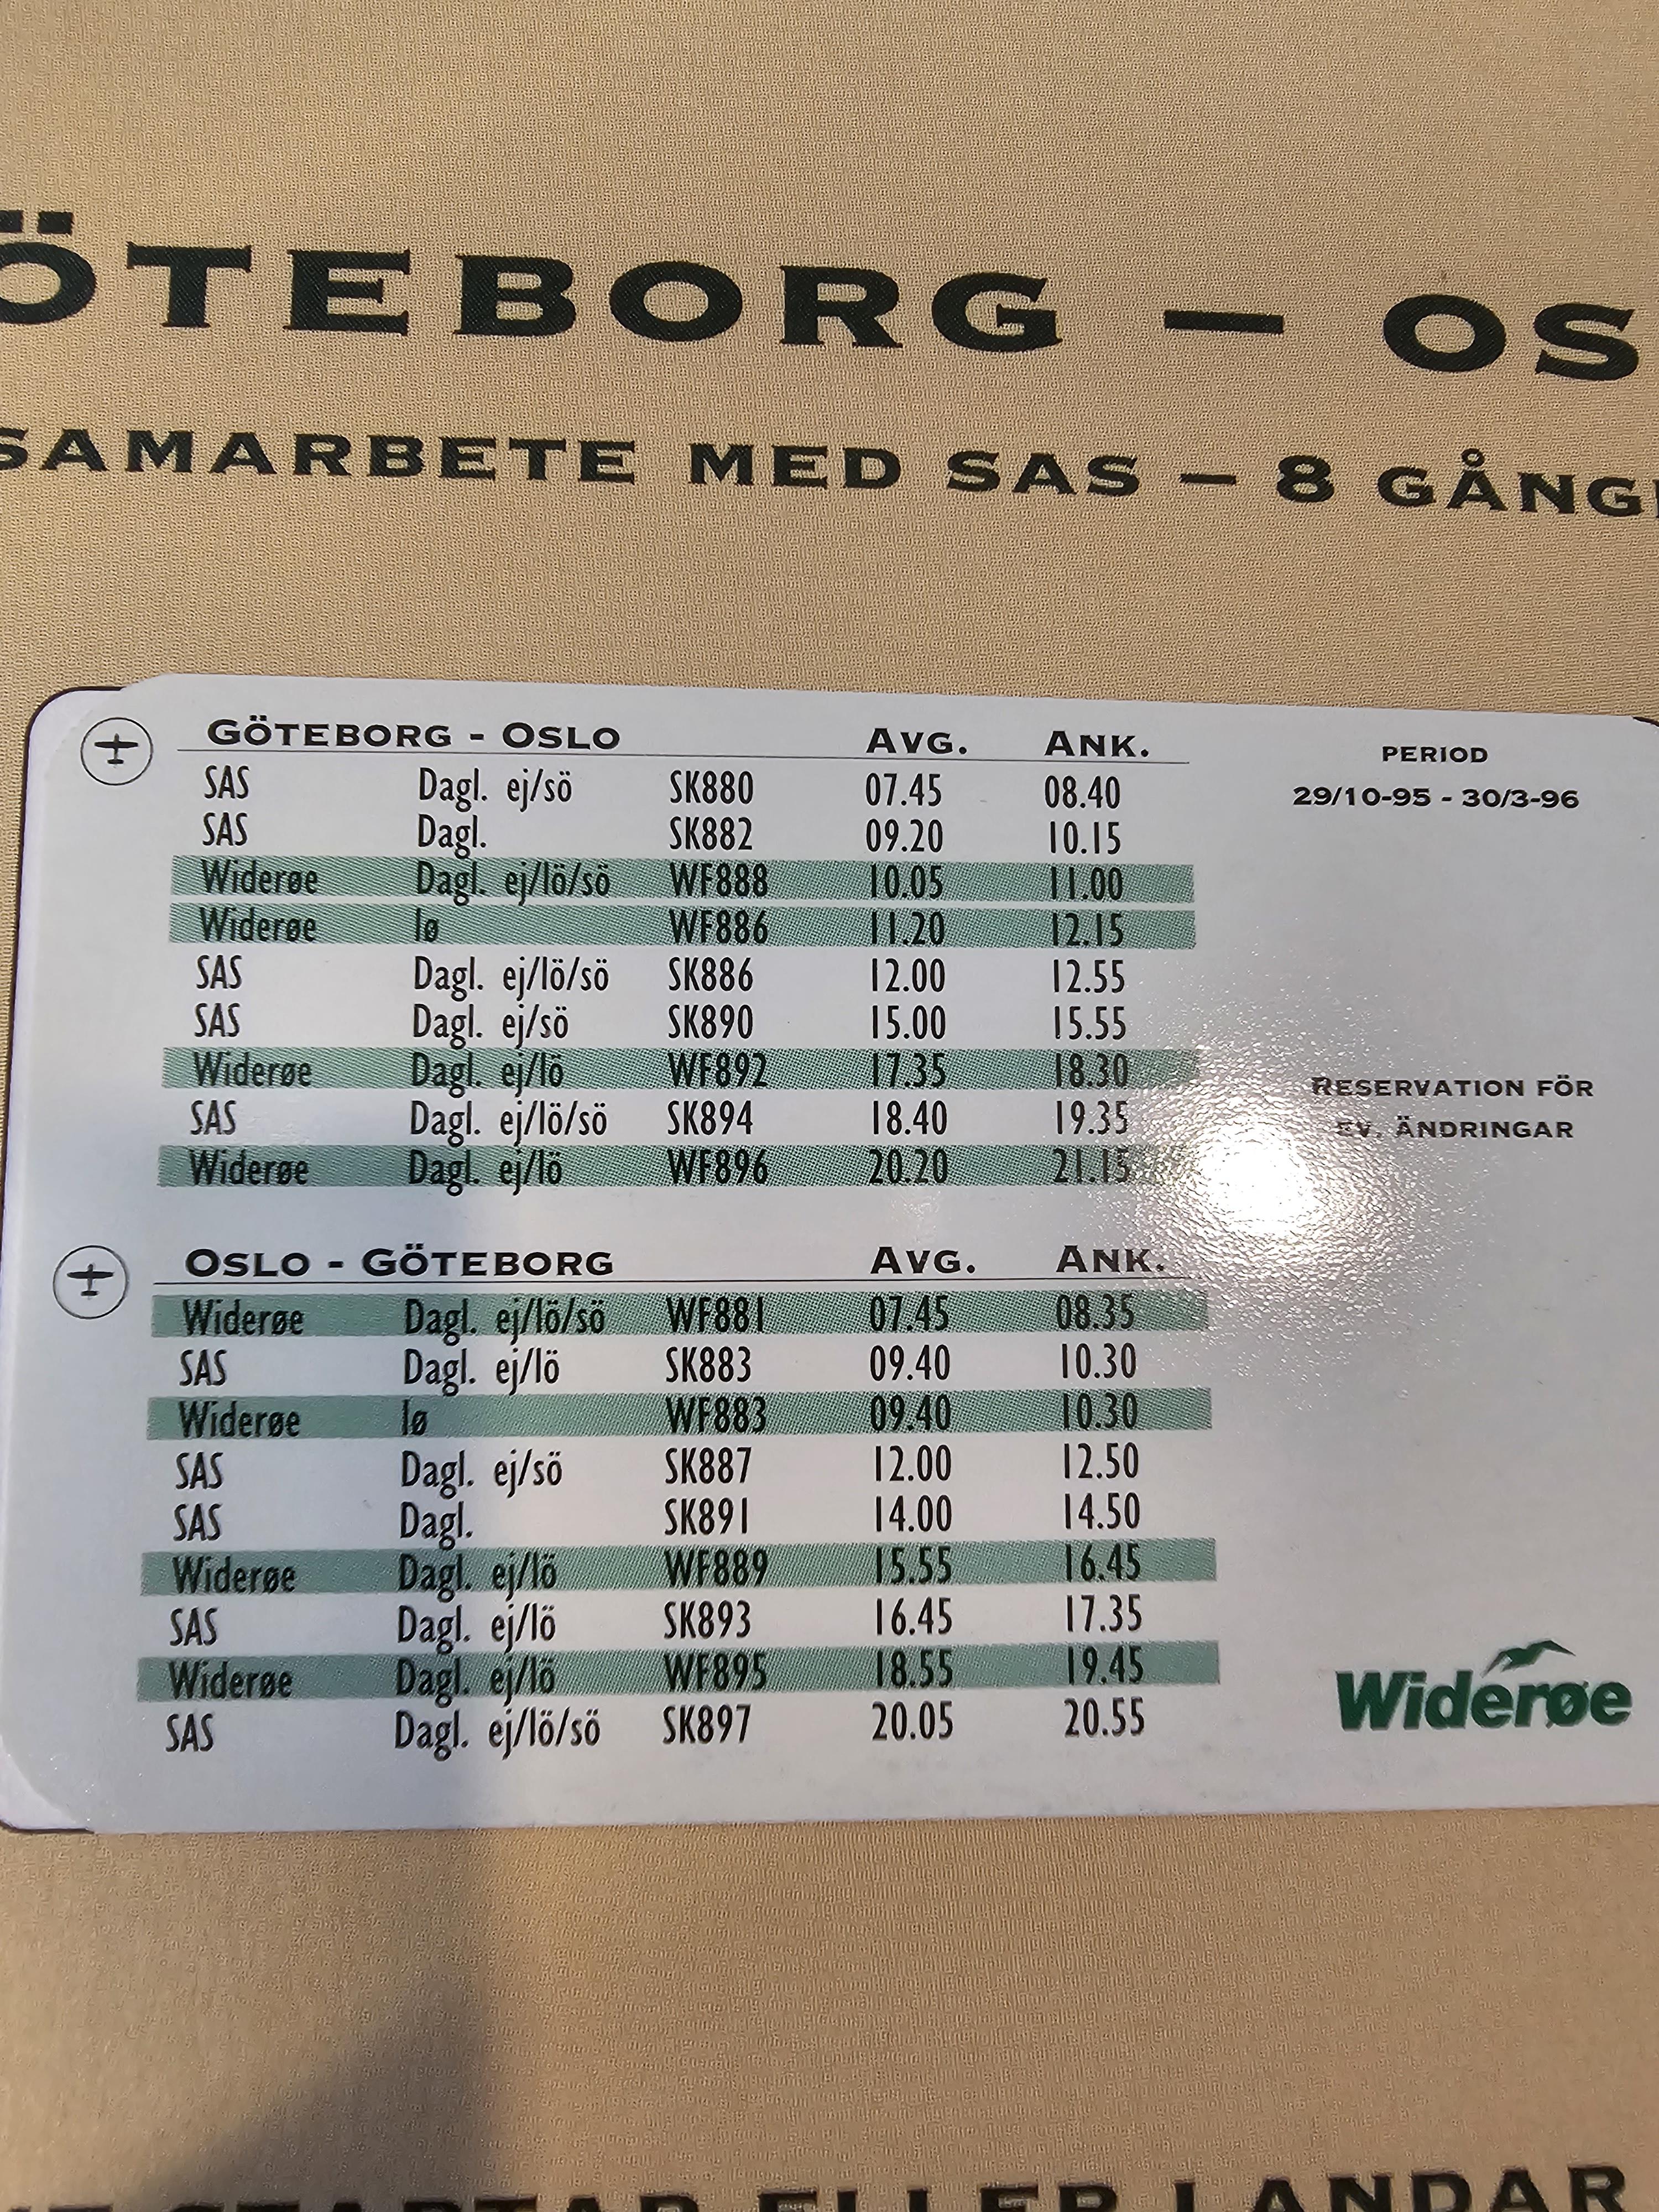 ÖTEBORG – OS
SAMARBETE MED SAS – 8 GÅNG
GÖTEBORG - OSLO AVG. ANK.
SAS Dagl. ej/sö SK880 07.45 08.40
SAS Dagl. SK882 09.20 10.15
Widerøe Dagl. ej/lö/sö WF888 10.05 11.00
Widerøe lø WF886 11.20 12.15
SAS Dagl. ej/lö/sö SK886 12.00 12.55
SAS Dagl. ej/sö SK890 15.00 15.55
Widerøe Dagl. ej/lö WF892 17.35 18.30
SAS Dagl. ej/lö/sö SK894 18.40 19.35
Widerøe Dagl. ej/lö WF896 20.20 21.15
PERIOD
29/10-95 - 30/3-96
RESERVATION FÖR
EV. ÄNDRINGAR
OSLO - GÖTEBORG AVG. ANK.
Widerøe Dagl. ej/lö/sö WF881 07.45 08.35
SAS Dagl. ej/lö SK883 09.40 10.30
Widerøe lø WF883 09.40 10.30
SAS Dagl. ej/sö SK887 12.00 12.50
SAS Dagl. SK891 14.00 14.50
Widerøe Dagl. ej/lö WF889 15.55 16.45
SAS Dagl. ej/lö SK893 16.45 17.35
Widerøe Dagl. ej/lö WF895 18.55 19.45
SAS Dagl. ej/lö/sö SK897 20.05 20.55
Widerøe
STARTAR ELLER LANDAR